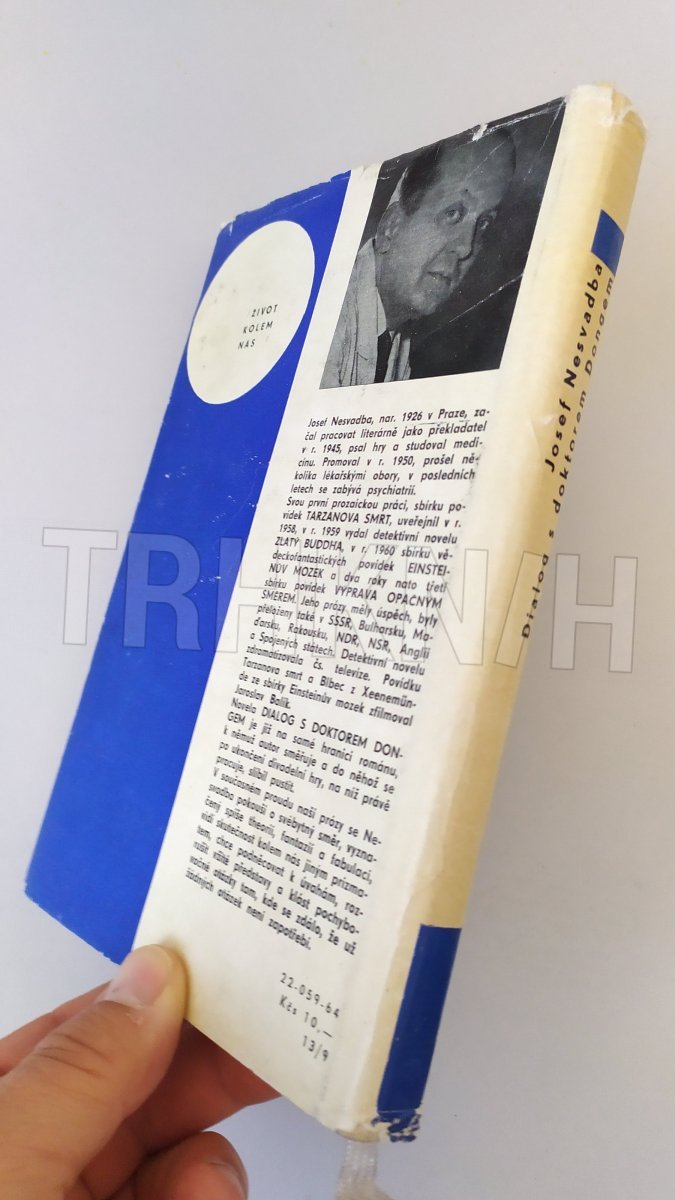 ŽIVOT
KOLEM
NÁS
Josef Nesvadba, nar. 1926 v Praze, za-
čal pracovat literárně jako překladatel
v r. 1945, psal hry a studoval medi-
cínu. Promoval v r. 1950, prošel ně-
kolika lékařskými obory, v posledních
letech se zabývá psychiatrií.
Svou první prozaickou práci, sbírku po-
vídek TARZANOVA SMRT, uveřejnil v r.
1958, v r. 1959 vydal detektivní novelu
ZLATÝ BUDDHA, v r. 1960 sbírku vě-
deckofantastických povídek EINSTEI-
NŮV MOZEK a dva roky nato třetí
sbírku povídek VÝPRAVA OPAČNÝM
SMĚREM. Jeho prózy měly úspěch, byly
přeloženy také v SSSR, Bulharsku, Ma-
ďarsku, Rakousku, NDR, NSR, Anglii
a Spojených státech. Detektivní novelu
zdramatizovala čs. televize. Povídku
Tarzanova smrt a Blbec z Xeenemün-
de ze sbírky Einsteinův mozek zfilmoval
Jaroslav Balík.
Novela DIALOG S DOKTOREM DON-
GEM je již na samé hranici románu,
k němuž autor směřuje a do něhož se
po ukončení divadelní hry, na níž právě
pracuje, slíbil pustit.
V současném proudu naší prózy se Ne-
svadba pokouší o svébytný směr, vyzna-
čený spíše theorií, fantazií a fabulací,
vidí skutečnost kolem nás jiným prizma-
tem, chce podněcovat k úvahám, roz-
rušit vžité představy a klást pochybo-
vačné otázky tam, kde se zdálo, že už
žádných otázek není zapotřebí.
22-059-64
Kčs 10,—
13/9
Josef Nesvadba
Dialog s doktorem Dongem
TRH KNIH